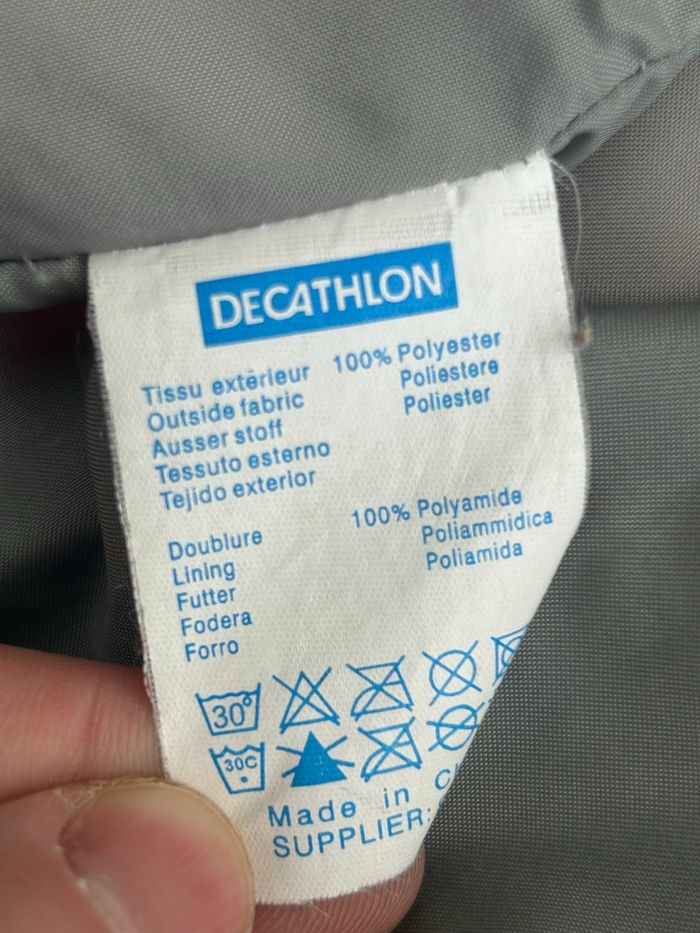 DECATHLON
Tissu extérieur 100% Polyester
Outside fabric Poliestere
Ausser stoff Poliester
Tessuto esterno
Tejido exterior
Doublure 100% Polyamide
Lining Poliammidica
Futter Poliamida
Fodera
Forro
30°
30C
Made in C
SUPPLIER: